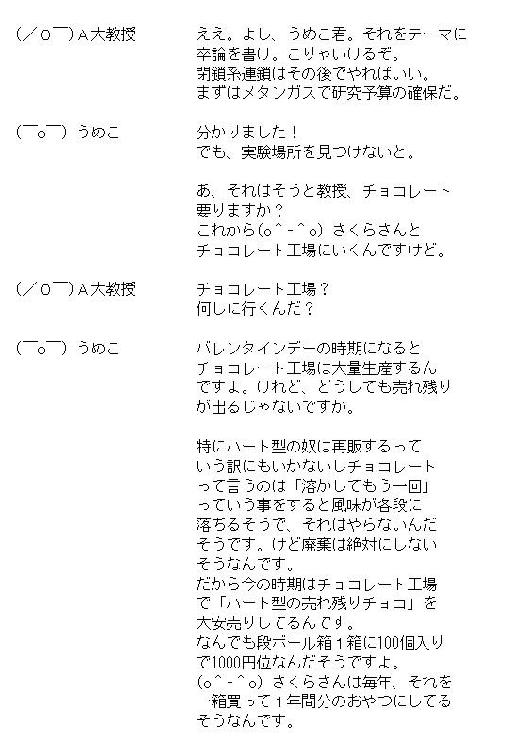 (／０￣)Ａ大教授　ええ。よし、うめこ君。それをテーマに
卒論を書け。こりゃいけるぞ。
閉鎖系連鎖はその後でやればいい。
まずはメタンガスで研究予算の確保だ。
(￣o￣) うめこ　分かりました！
でも、実験場所を見つけないと。
あ、それはそうと教授、チョコレート
要りますか？
これから(o＾-＾o) さくらさんと
チョコレート工場にいくんですけど。
(／０￣)Ａ大教授　チョコレート工場？
何しに行くんだ？
(￣o￣) うめこ　バレンタインデーの時期になると
チョコレート工場は大量生産するん
ですよ。けれど、どうしても売れ残り
が出るじゃないですか。
特にハート型の奴は再販するって
いう訳にもいかないしチョコレート
って言うのは「溶かしてもう一回」
っていう事をすると風味が各段に
落ちるそうで、それはやらないんだ
そうです。けど廃棄は絶対にしない
そうなんです。
だから今の時期はチョコレート工場
で「ハート型の売れ残りチョコ」を
大安売りしてるんです。
なんでも段ボール箱１箱に100個入り
で1000円位なんだそうですよ。
(o＾-＾o) さくらさんは毎年、それを
一箱買って１年間分のおやつにしてる
そうなんです。